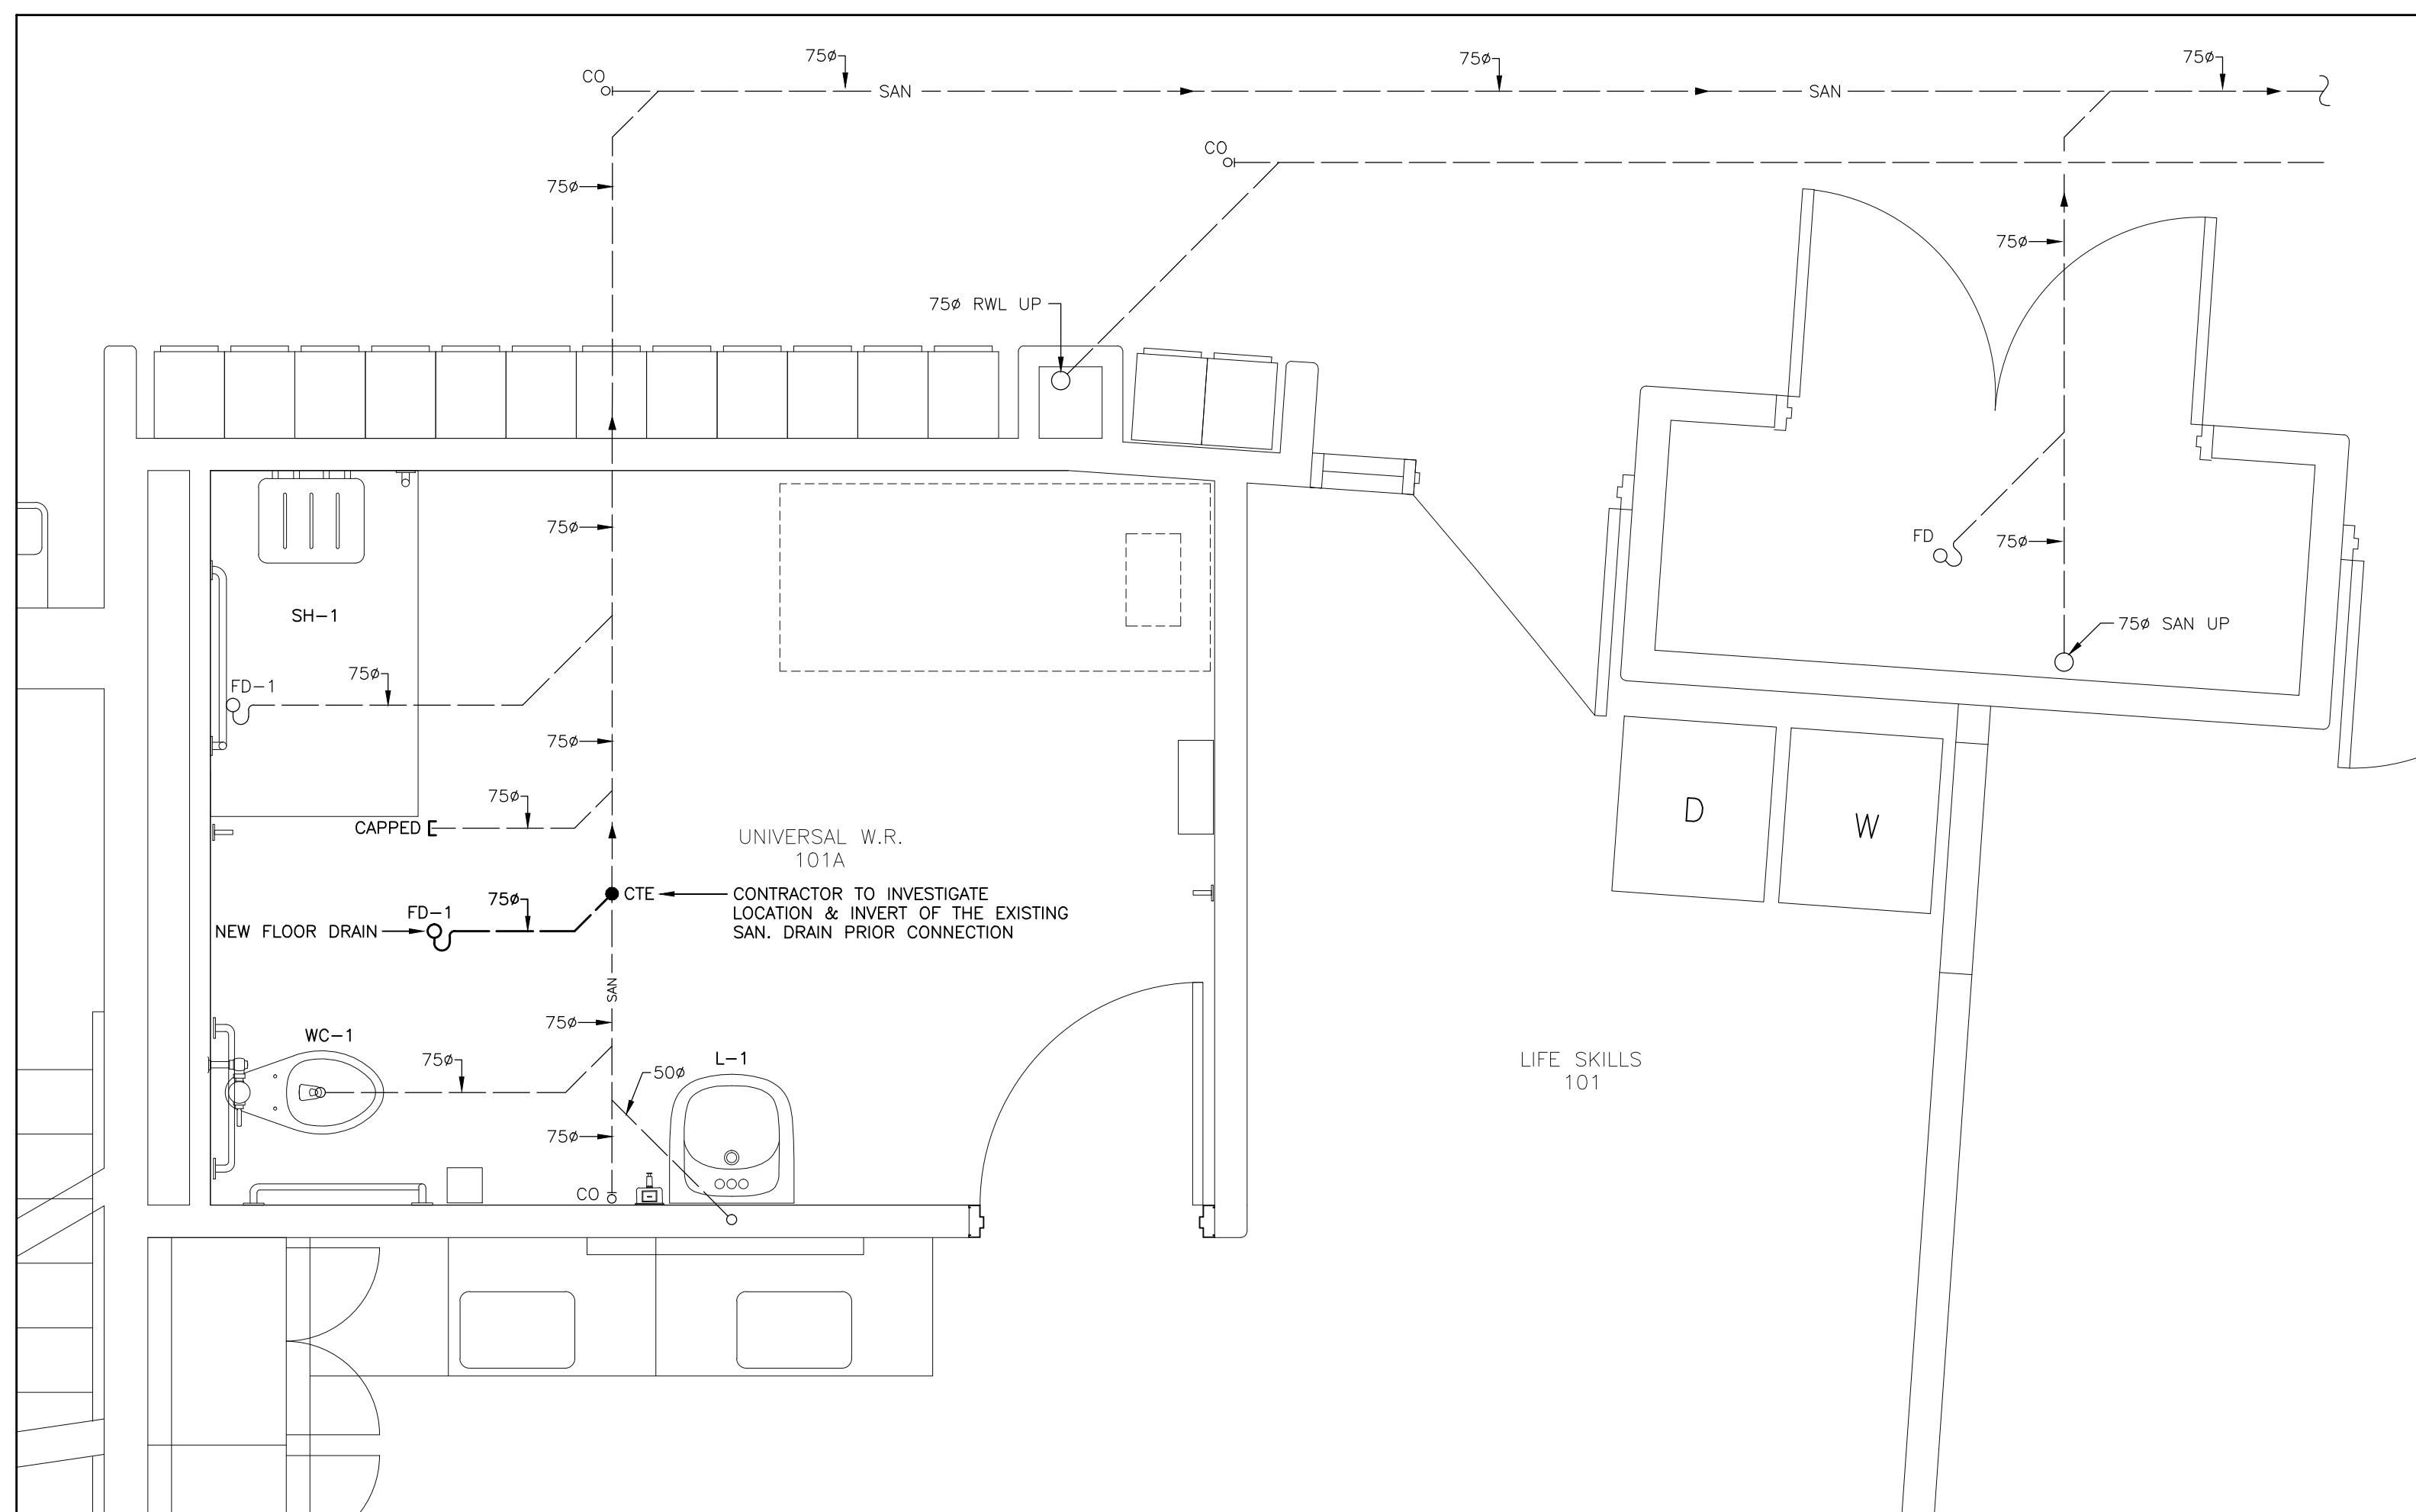 75ø
75ø
75ø
CO
SAN
SAN
CO
75ø
75ø
75ø RWL UP
75ø
FD
75ø
SH-1
75ø SAN UP
75ø
FD-1
75ø
75ø
CAPPED
D
W
UNIVERSAL W.R.
101A
75ø
CTE
CONTRACTOR TO INVESTIGATE
LOCATION & INVERT OF THE EXISTING
SAN. DRAIN PRIOR CONNECTION
FD-1
NEW FLOOR DRAIN
SAN
75ø
WC-1
75ø
L-1
50ø
LIFE SKILLS
101
75ø
CO